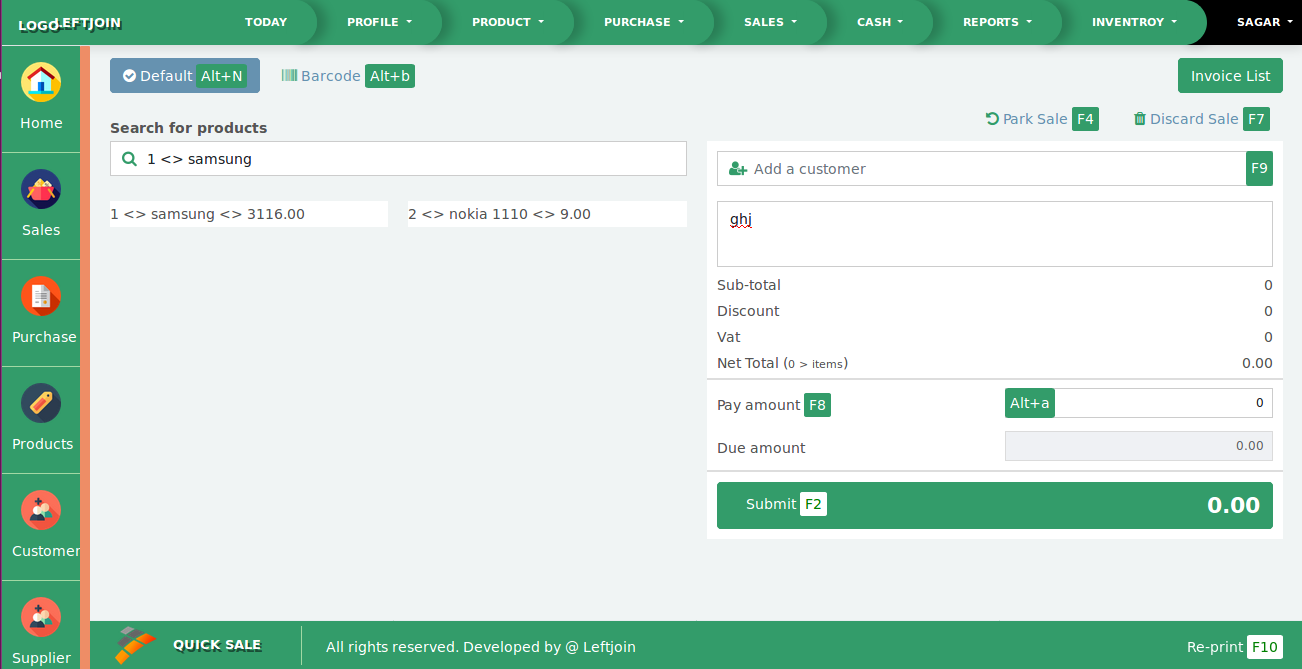 LOGO LEFTJOIN TODAY PROFILE PRODUCT PURCHASE SALES CASH REPORTS INVENTROY SAGAR
Home
Sales
Purchase
Products
Customer
Supplier
Default Alt+N Barcode Alt+b Invoice List
Park Sale F4 Discard Sale F7
Search for products
1 <> samsung
1 <> samsung <> 3116.00 2 <> nokia 1110 <> 9.00
Add a customer F9
ghj
Sub-total 0
Discount 0
Vat 0
Net Total (0 > items) 0.00
Pay amount F8 Alt+a 0
Due amount 0.00
Submit F2 0.00
QUICK SALE All rights reserved. Developed by @ Leftjoin Re-print F10